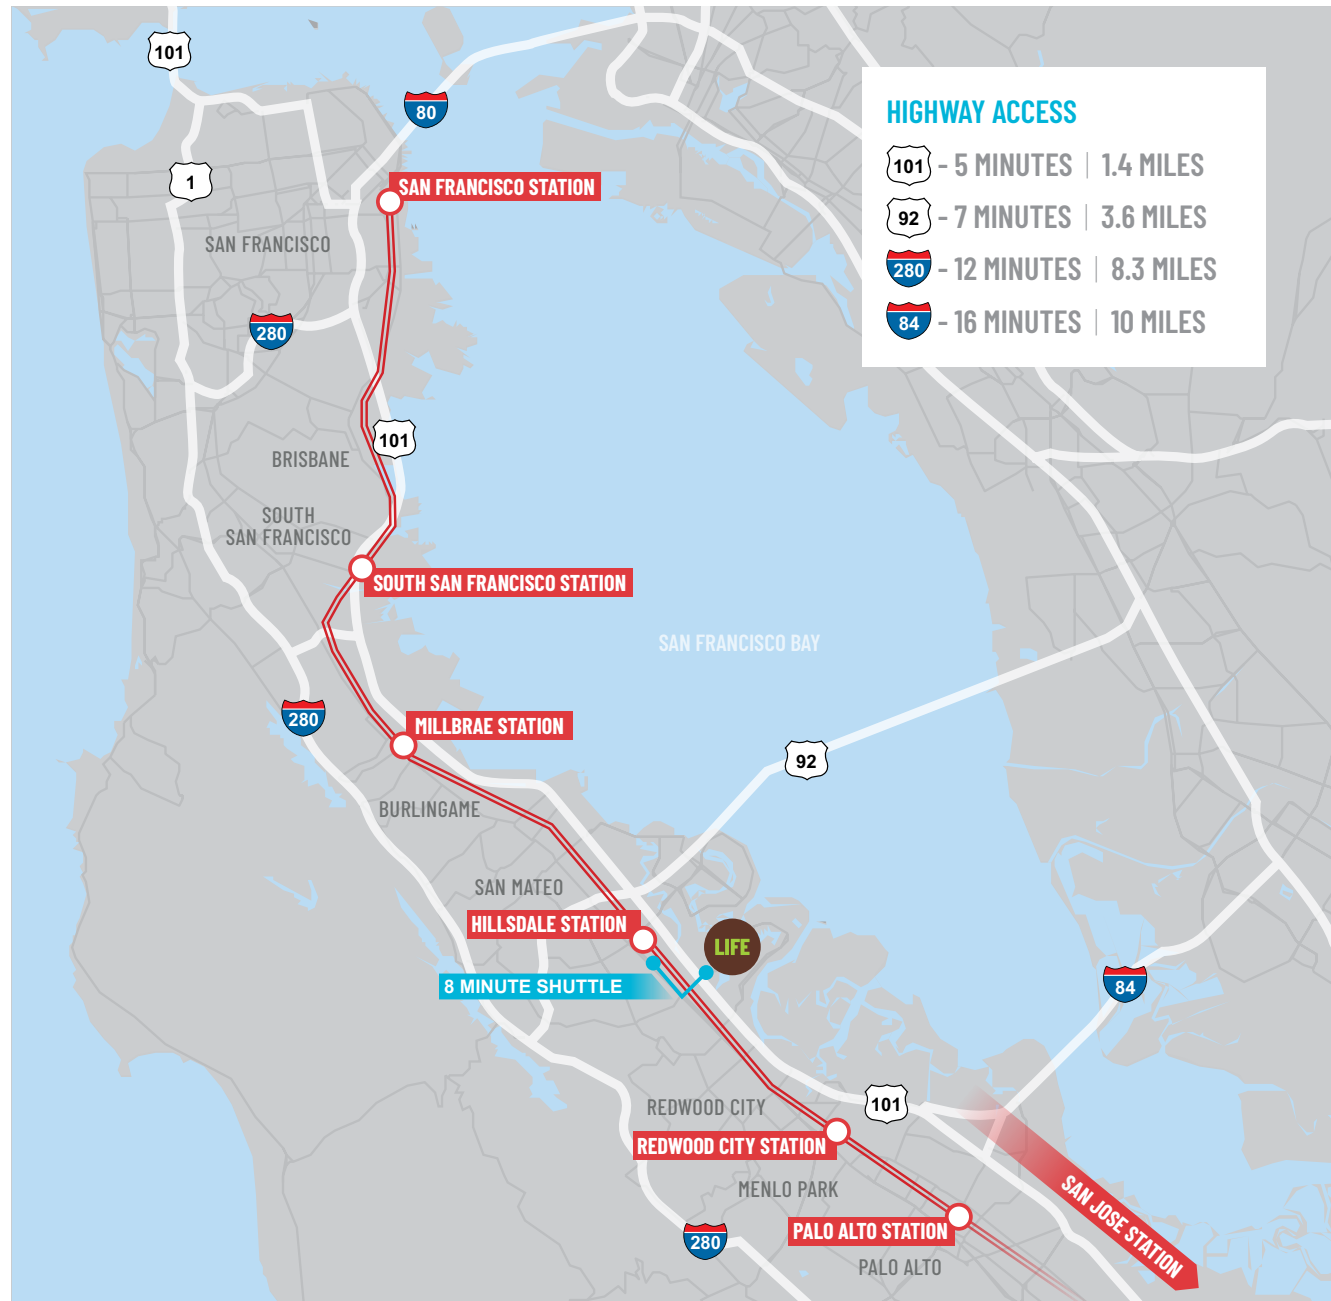 101
80
HIGHWAY ACCESS
101 - 5 MINUTES | 1.4 MILES
92 - 7 MINUTES | 3.6 MILES
280 - 12 MINUTES | 8.3 MILES
84 - 16 MINUTES | 10 MILES
1
SAN FRANCISCO STATION
SAN FRANCISCO
280
101
BRISBANE
SOUTH
SAN FRANCISCO
SOUTH SAN FRANCISCO STATION
SAN FRANCISCO BAY
280
MILLBRAE STATION
92
BURLINGAME
SAN MATEO
HILLSDALE STATION
LIFE
8 MINUTE SHUTTLE
84
101
REDWOOD CITY
REDWOOD CITY STATION
MENLO PARK
SAN JOSE STATION
PALO ALTO STATION
280
PALO ALTO